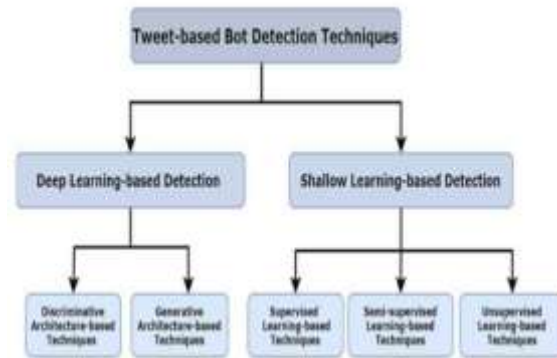 Tweet-based Bot Detection Techniques
Deep Learning-based Detection
Shallow Learning-based Detection
Discriminative
Architecture-based
Techniques
Generative
Architecture-based
Techniques
Supervised
Learning-based
Techniques
Semi-supervised
Learning-based
Techniques
Unsupervised
Learning-based
Techniques